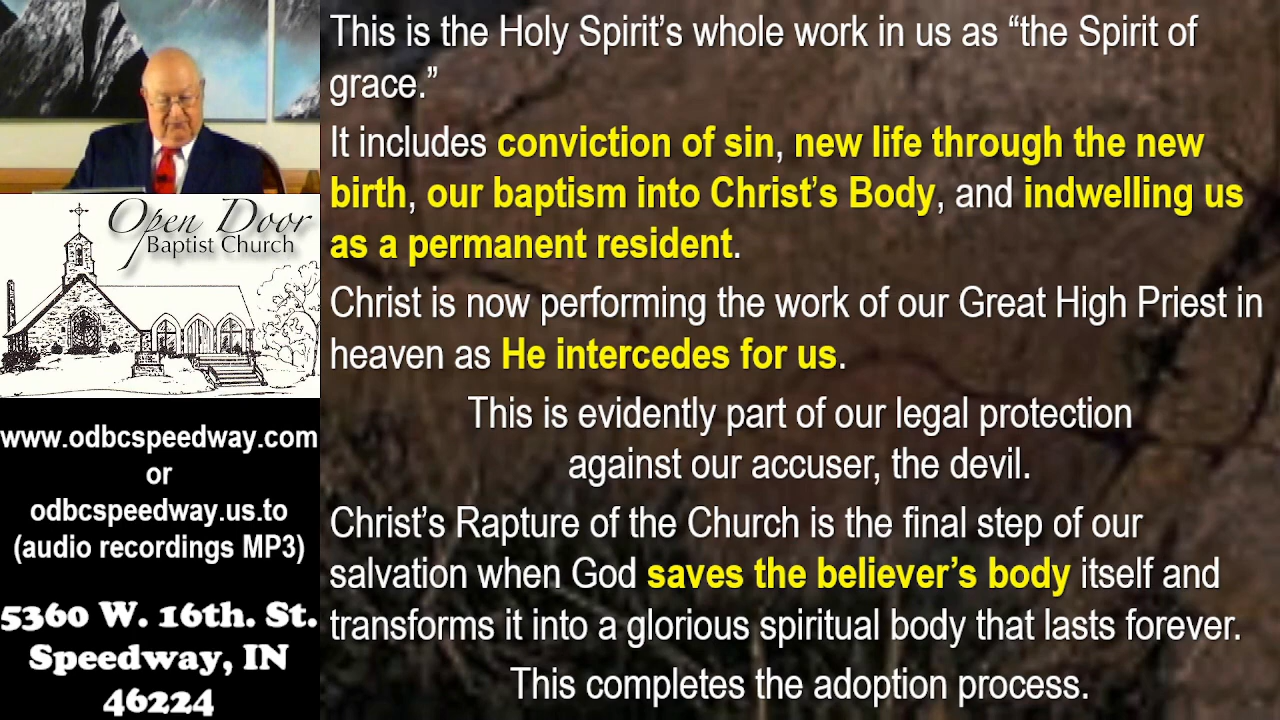 Open Door
Baptist Church
www.odbcspeedway.com
or
odbcspeedway.us.to
(audio recordings MP3)
5360 W. 16th. St.
Speedway, IN
46224
This is the Holy Spirit’s whole work in us as “the Spirit of
grace.”
It includes conviction of sin, new life through the new
birth, our baptism into Christ’s Body, and indwelling us
as a permanent resident.
Christ is now performing the work of our Great High Priest in
heaven as He intercedes for us.
This is evidently part of our legal protection
against our accuser, the devil.
Christ’s Rapture of the Church is the final step of our
salvation when God saves the believer’s body itself and
transforms it into a glorious spiritual body that lasts forever.
This completes the adoption process.